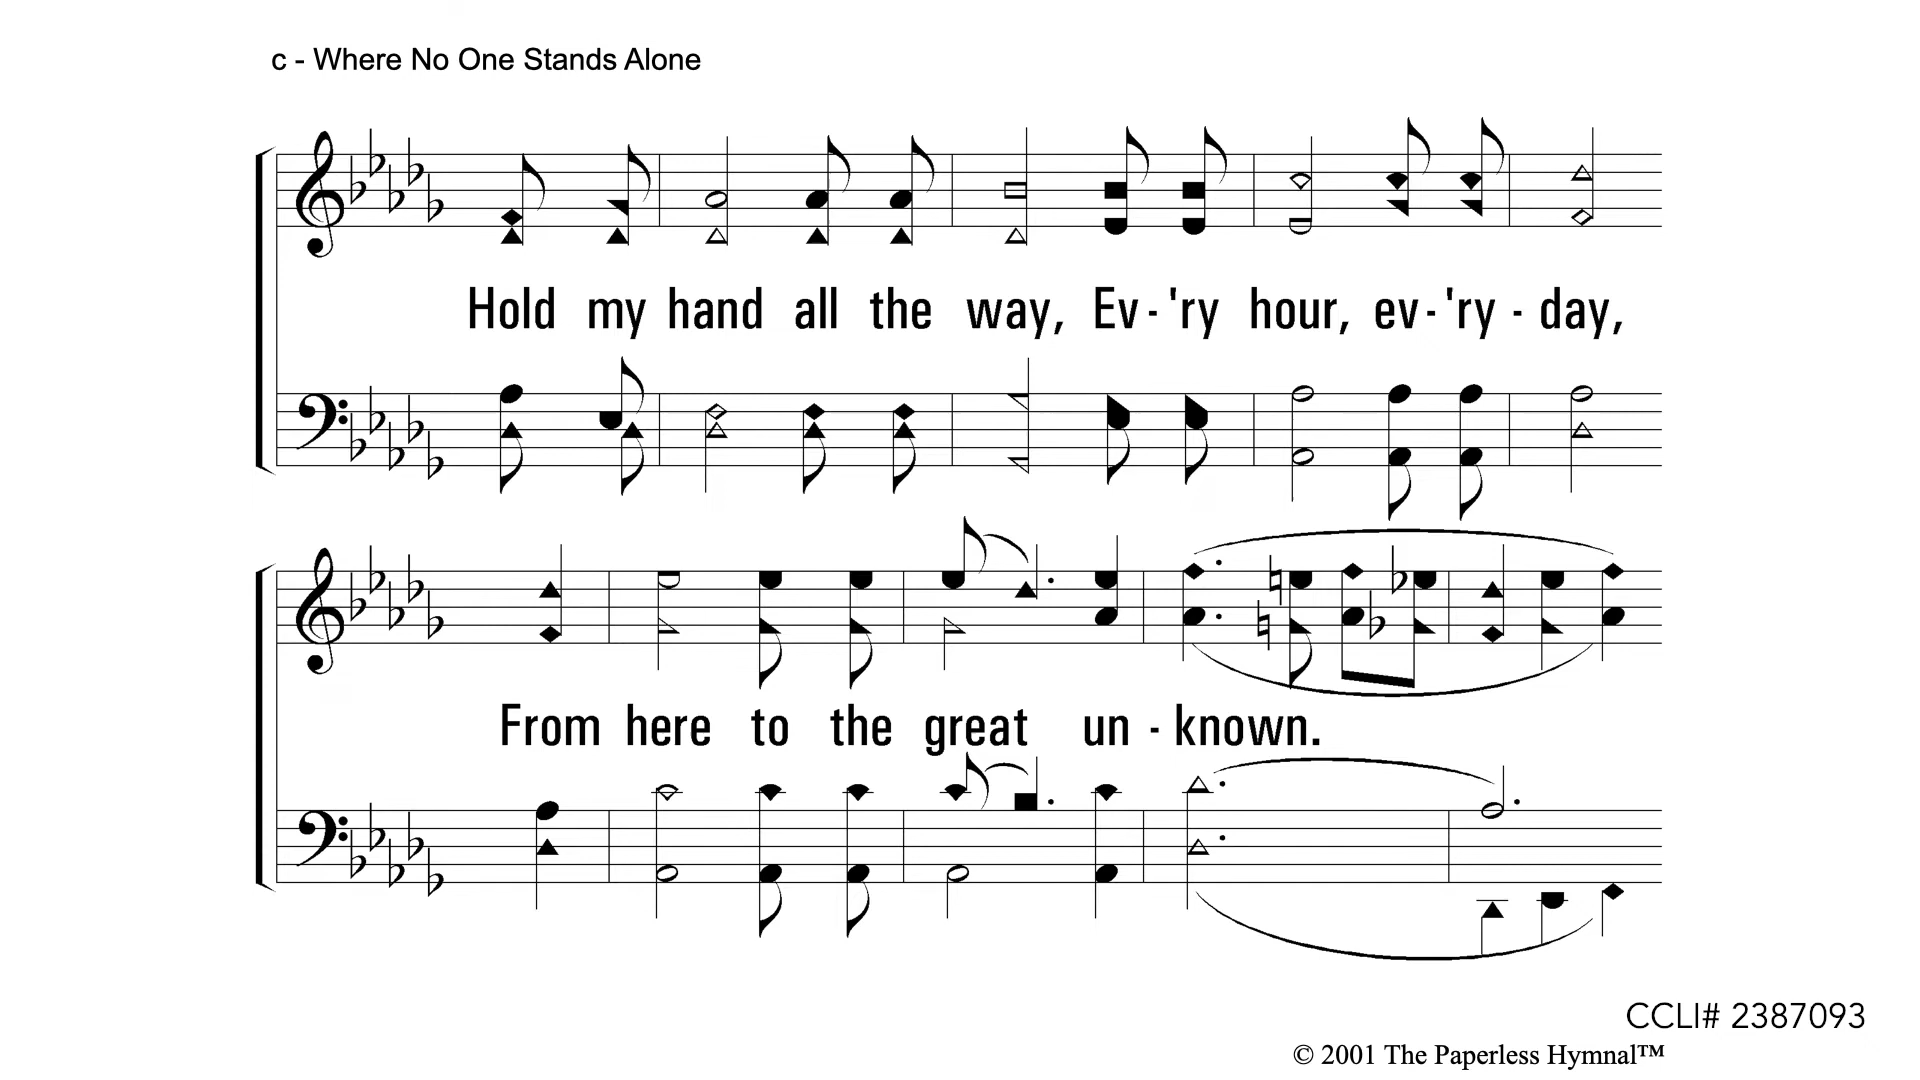 c - Where No One Stands Alone
Hold my hand all the way, Ev-'ry hour, ev-'ry - day,
From here to the great un - known.
CCLI# 2387093
© 2001 The Paperless Hymnal™